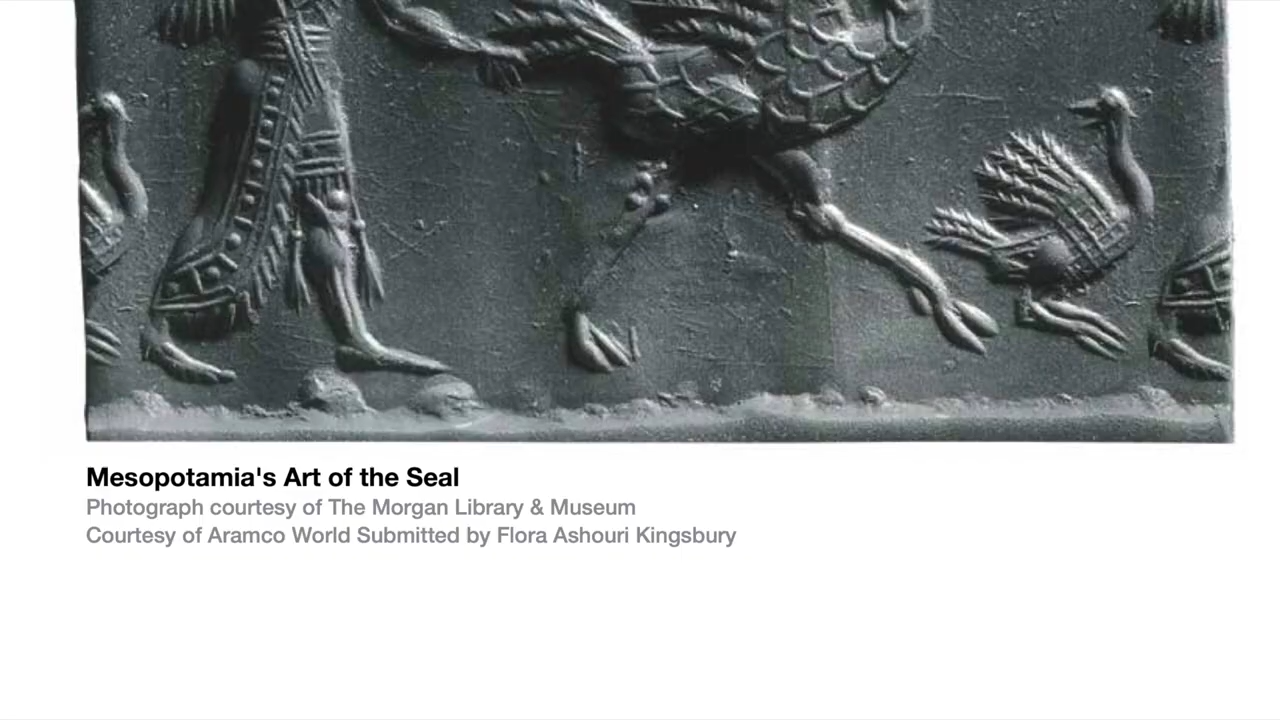 Mesopotamia's Art of the Seal
Photograph courtesy of The Morgan Library & Museum
Courtesy of Aramco World Submitted by Flora Ashouri Kingsbury